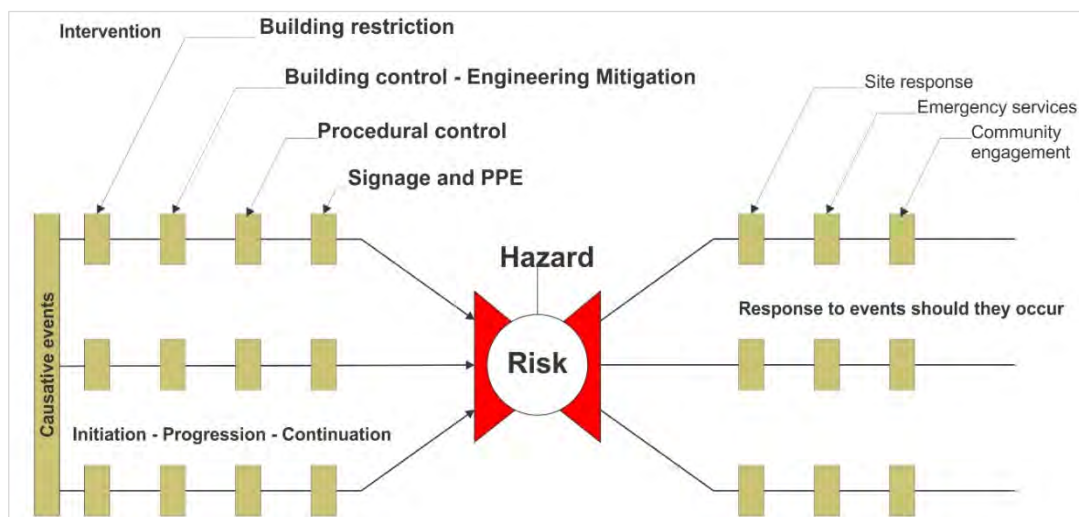 Intervention
Building restriction
Building control - Engineering Mitigation
Procedural control
Signage and PPE
Site response
Emergency services
Community
engagement
Hazard
Causative events
Risk
Response to events should they occur
Initiation - Progression - Continuation